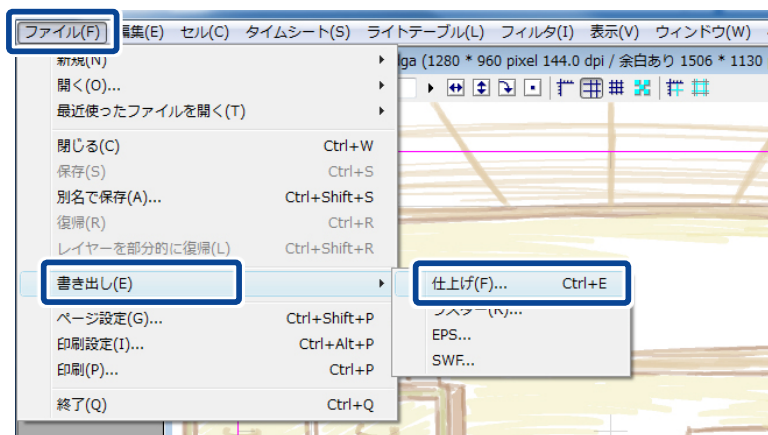 ファイル(F) 編集(E) セル(C) タイムシート(S) ライトテーブル(L) フィルタ(I) 表示(V) ウィンドウ(W)
新規(N)
lga (1280 * 960 pixel 144.0 dpi / 余白あり 1506 * 1130
開く(O)...
最近使ったファイルを開く(T)
閉じる(C) Ctrl+W
保存(S) Ctrl+S
別名で保存(A)... Ctrl+Shift+S
復帰(R) Ctrl+R
レイヤーを部分的に復帰(L) Ctrl+Shift+R
書き出し(E)
仕上げ(F)... Ctrl+E
ラスター(R)...
EPS...
SWF...
ページ設定(G)... Ctrl+Shift+P
印刷設定(I)... Ctrl+Alt+P
印刷(P)... Ctrl+P
終了(Q) Ctrl+Q